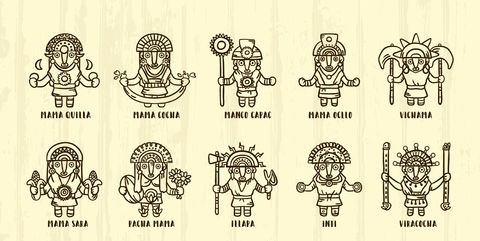 MAMA QUILLA
MAMA COCHA
MANCO CAPAC
MAMA OCLLO
VICHAMA
MAMA SARA
PACHA MAMA
ILLAPA
INTI
VIRACOCHA